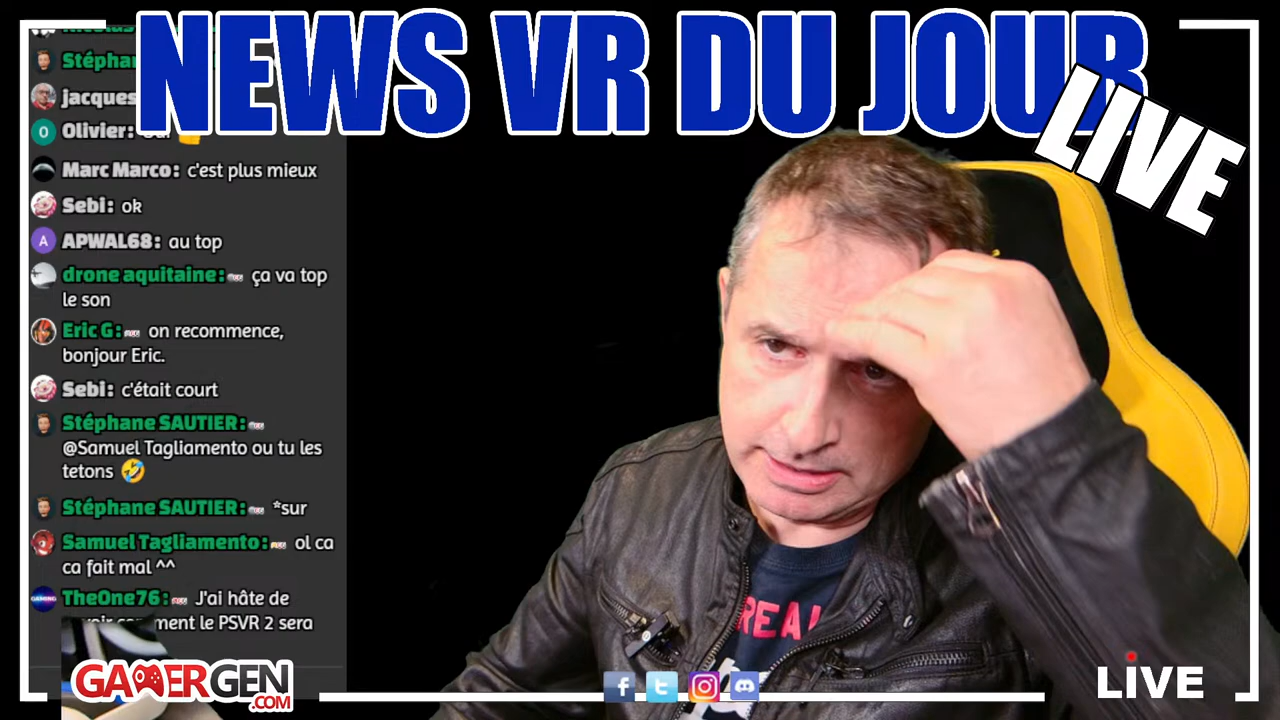 NEWS VR DU JOUR
LIVE
Stéphan
jacques
Olivier:
Marc Marco: c'est plus mieux
Sebi: ok
APWAL68: au top
drone aquitaine: ça va top
le son
Eric G: on recommence,
bonjour Eric.
Sebi: c'était court
Stéphane SAUTIER:
@Samuel Tagliamento ou tu les
tetons 🤣
Stéphane SAUTIER: *sur
Samuel Tagliamento: ol ca
ca fait mal ^^
TheOne76: J'ai hâte de
le PSVR 2 sera
GAMERGEN
.COM
LIVE